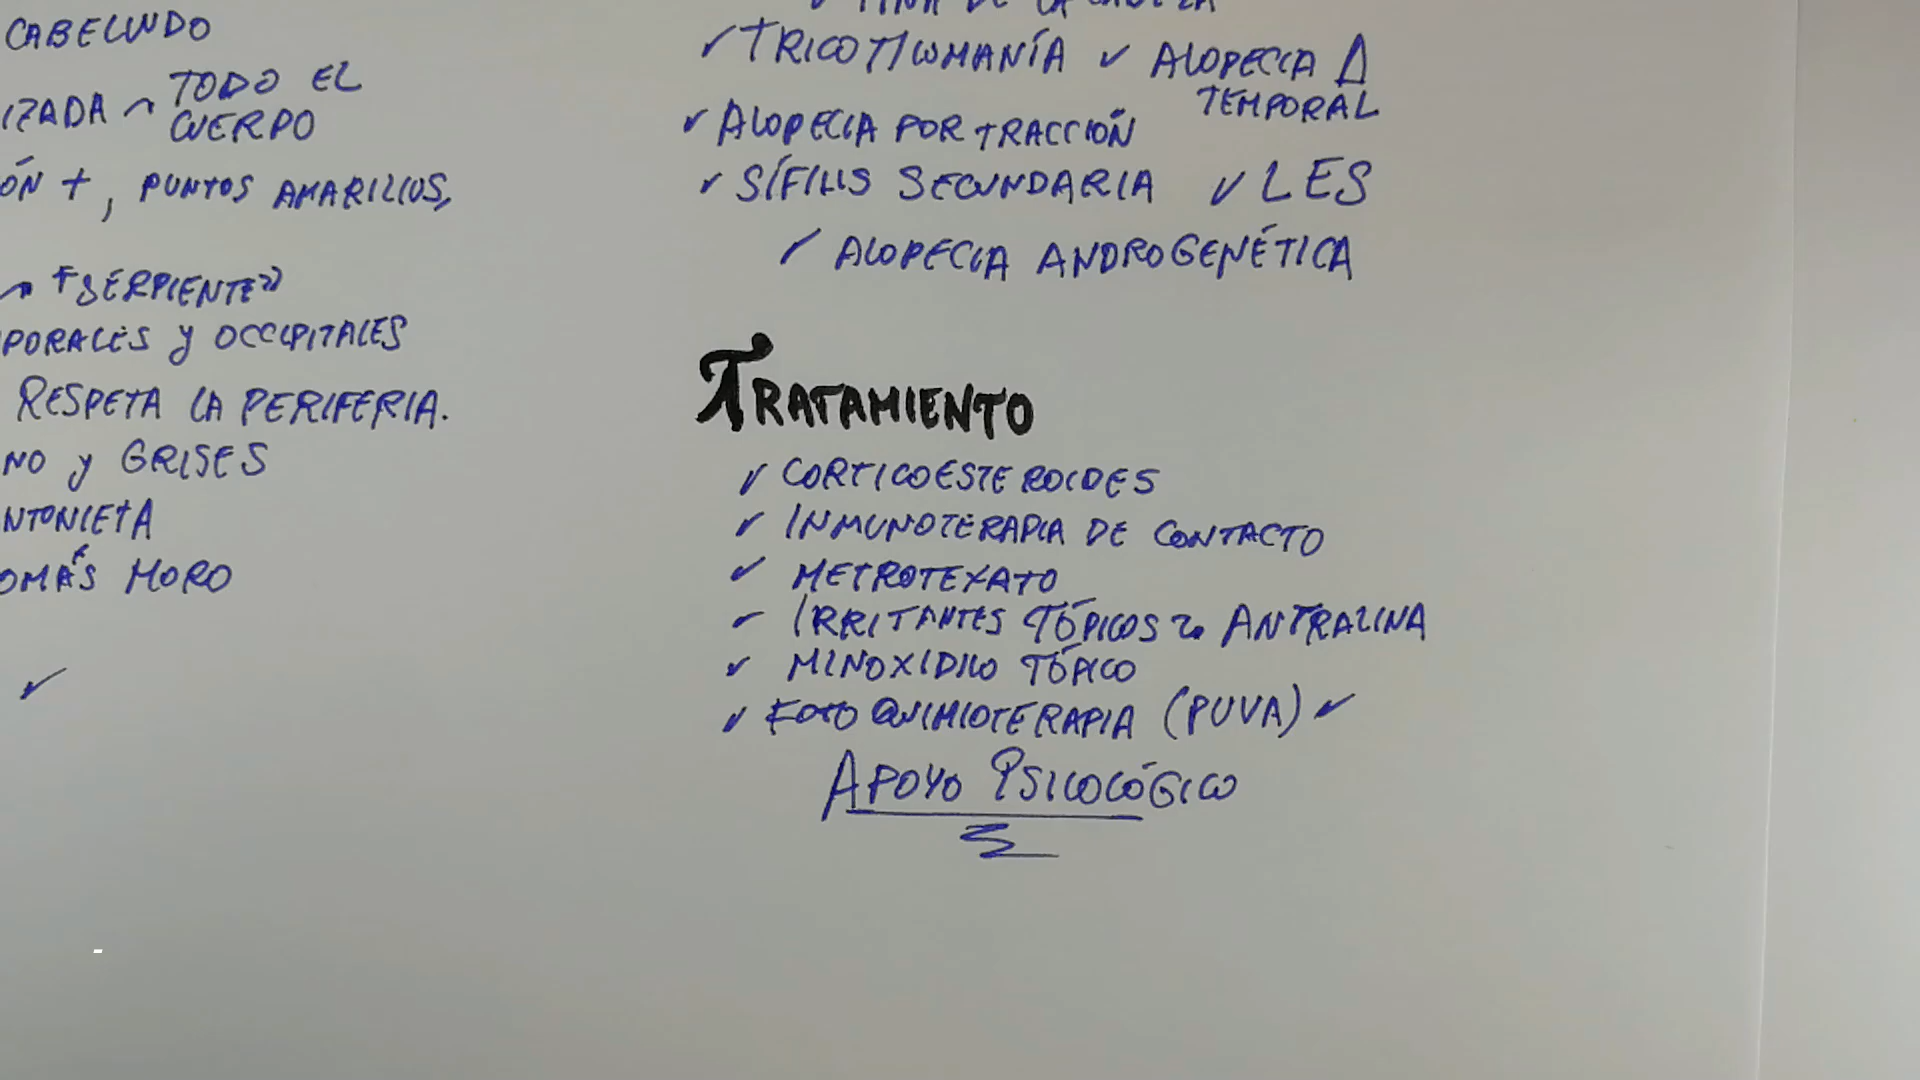 CABELLUDO
IZADA → TODO EL
CUERPO
ÓN +, PUNTOS AMARILLOS,
→ "SERPIENTE"
PORALES y OCCIPITALES
RESPETA LA PERIFERIA.
NO y GRISES
NTONIETA
OMÁS MORO
✓
✓ TRICOTILOMANÍA ✓ ALOPECIA Δ
TEMPORAL
✓ ALOPECIA POR TRACCIÓN
✓ SÍFILIS SECUNDARIA ✓ LES
✓ ALOPECIA ANDROGENÉTICA
TRATAMIENTO
✓ CORTICOESTEROIDES
✓ INMUNOTERAPIA DE CONTACTO
✓ METROTEXATO
✓ IRRITANTES TÓPICOS → ANTRALINA
✓ MINOXIDILO TÓPICO
✓ FOTOQUIMIOTERAPIA (PUVA) ✓
APOYO PSICOLÓGICO